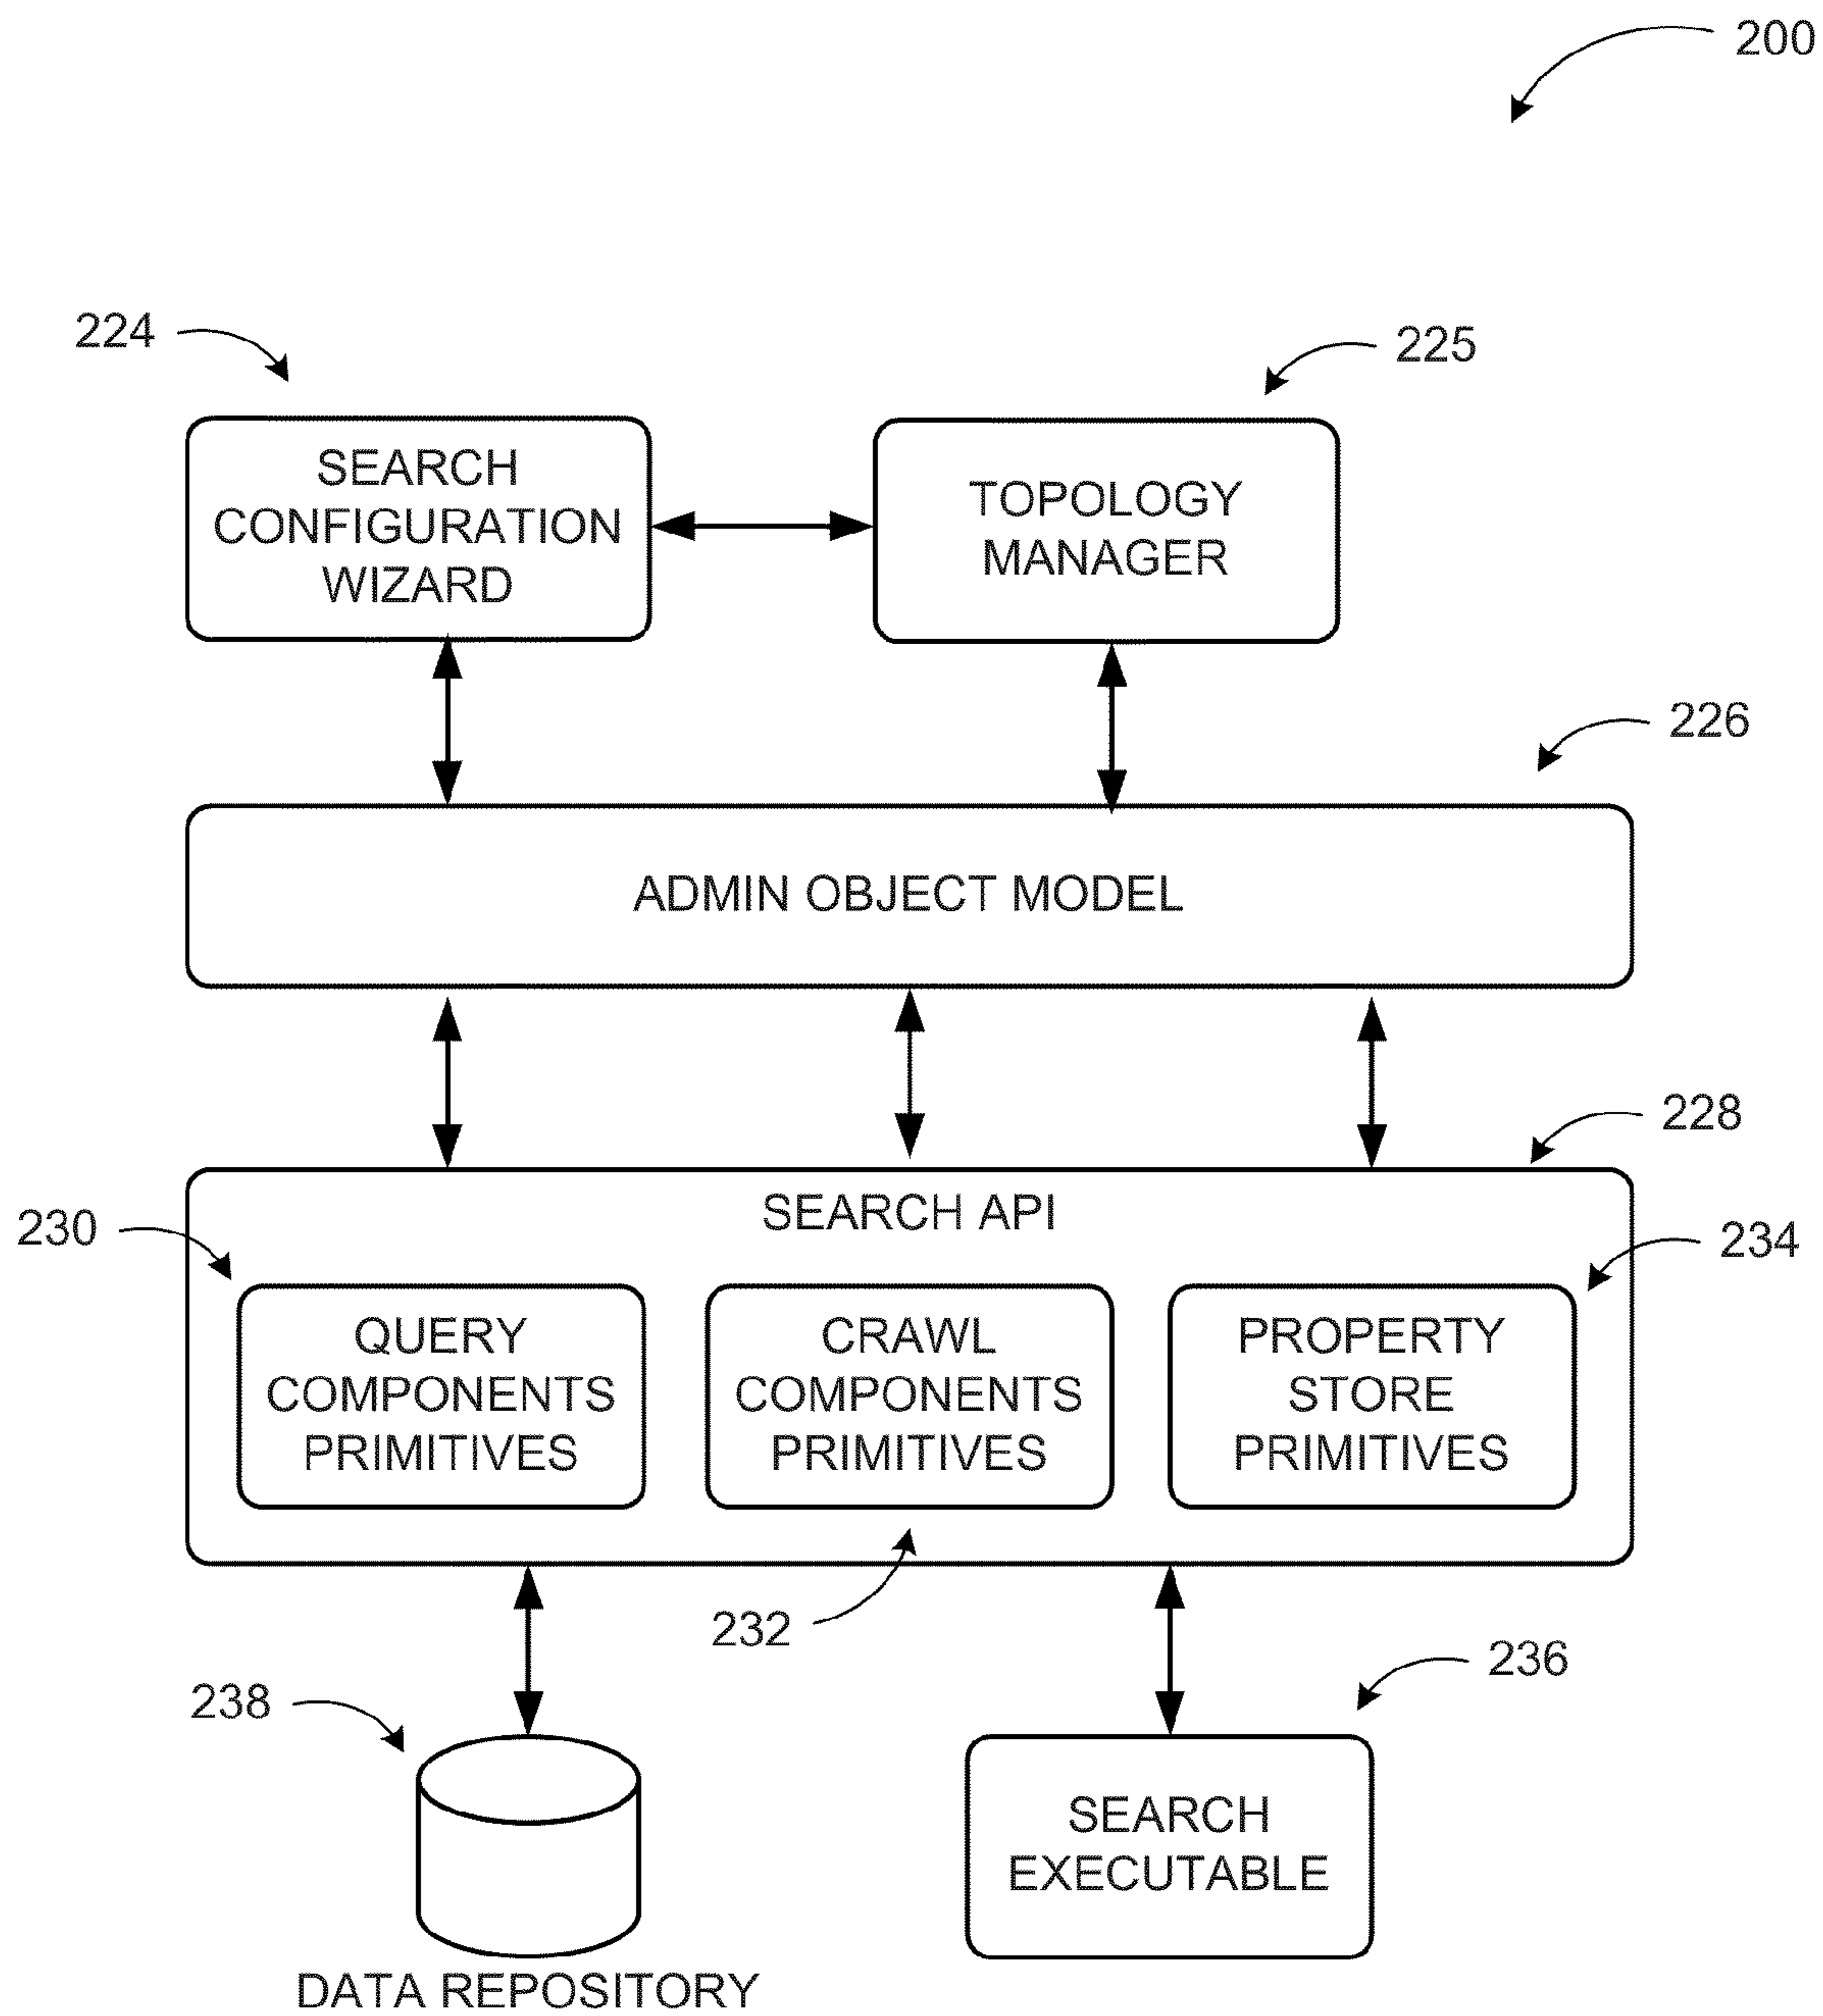 200
224
225
SEARCH
CONFIGURATION
WIZARD
TOPOLOGY
MANAGER
226
ADMIN OBJECT MODEL
228
SEARCH API
230
234
QUERY
COMPONENTS
PRIMITIVES
CRAWL
COMPONENTS
PRIMITIVES
PROPERTY
STORE
PRIMITIVES
232
236
238
SEARCH
EXECUTABLE
DATA REPOSITORY